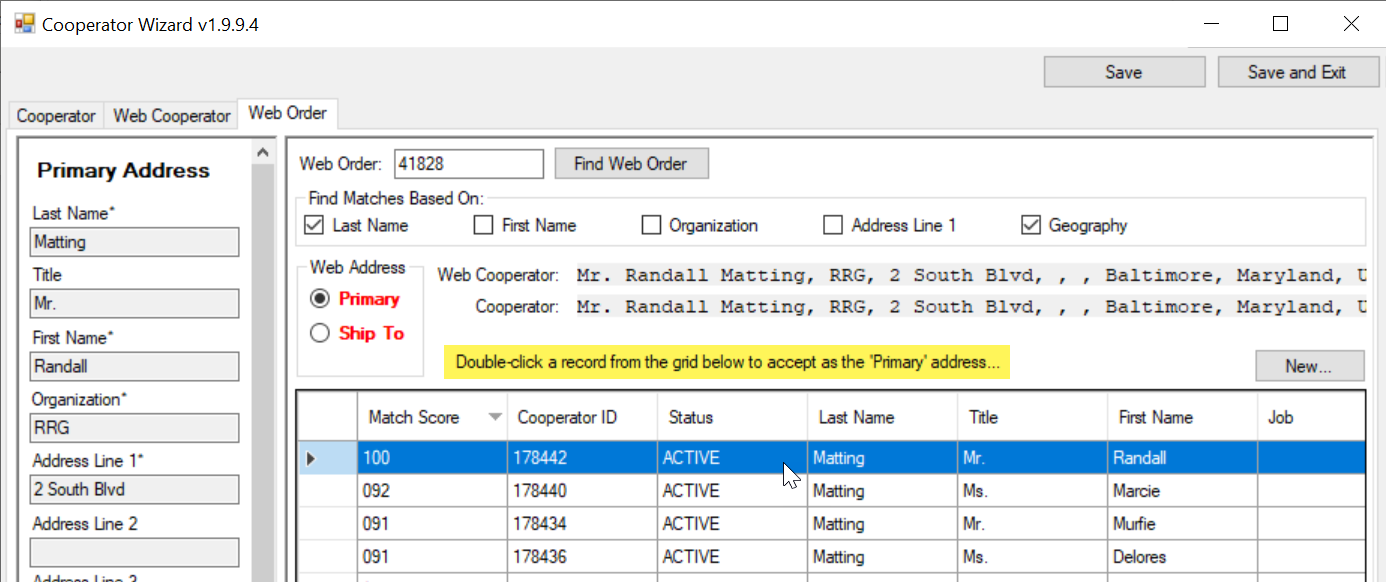 Cooperator Wizard v1.9.9.4
Save Save and Exit
Cooperator Web Cooperator Web Order
Primary Address
Last Name*
Matting
Title
Mr.
First Name*
Randall
Organization*
RRG
Address Line 1*
2 South Blvd
Address Line 2
Address Line 3
Web Order: 41828 Find Web Order
Find Matches Based On:
Last Name First Name Organization Address Line 1 Geography
Web Address
Primary
Ship To
Web Cooperator: Mr. Randall Matting, RRG, 2 South Blvd, , , Baltimore, Maryland, U
Cooperator: Mr. Randall Matting, RRG, 2 South Blvd, , , Baltimore, Maryland, U
Double-click a record from the grid below to accept as the 'Primary' address...
New...
Match Score Cooperator ID Status Last Name Title First Name Job
100 178442 ACTIVE Matting Mr. Randall
092 178440 ACTIVE Matting Ms. Marcie
091 178434 ACTIVE Matting Mr. Murfie
091 178436 ACTIVE Matting Ms. Delores